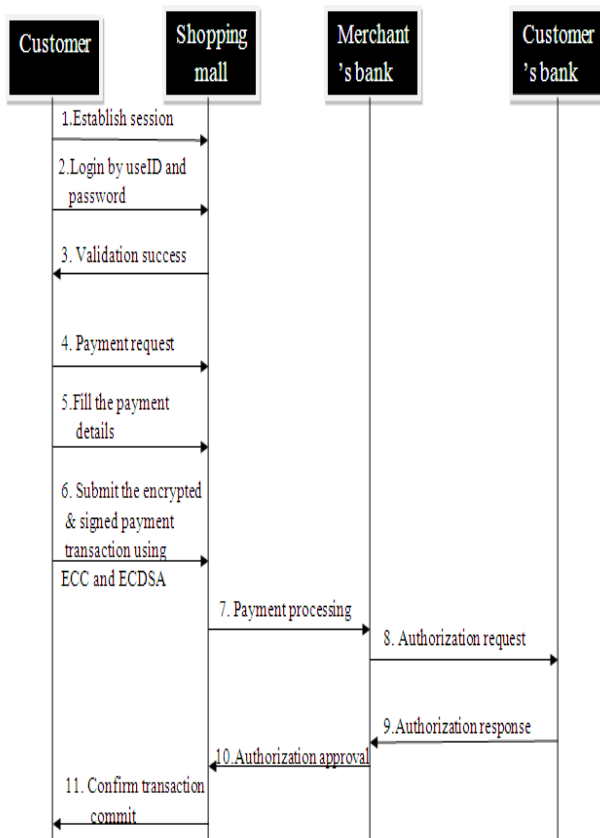 Customer
Shopping
mall
Merchant
's bank
Customer
's bank
1.Establish session
2.Login by useID and
password
3. Validation success
4. Payment request
5.Fill the payment
details
6. Submit the encrypted
& signed payment
transaction using
ECC and ECDSA
7. Payment processing
8. Authorization request
9.Authorization response
10.Authorization approval
11. Confirm transaction
commit